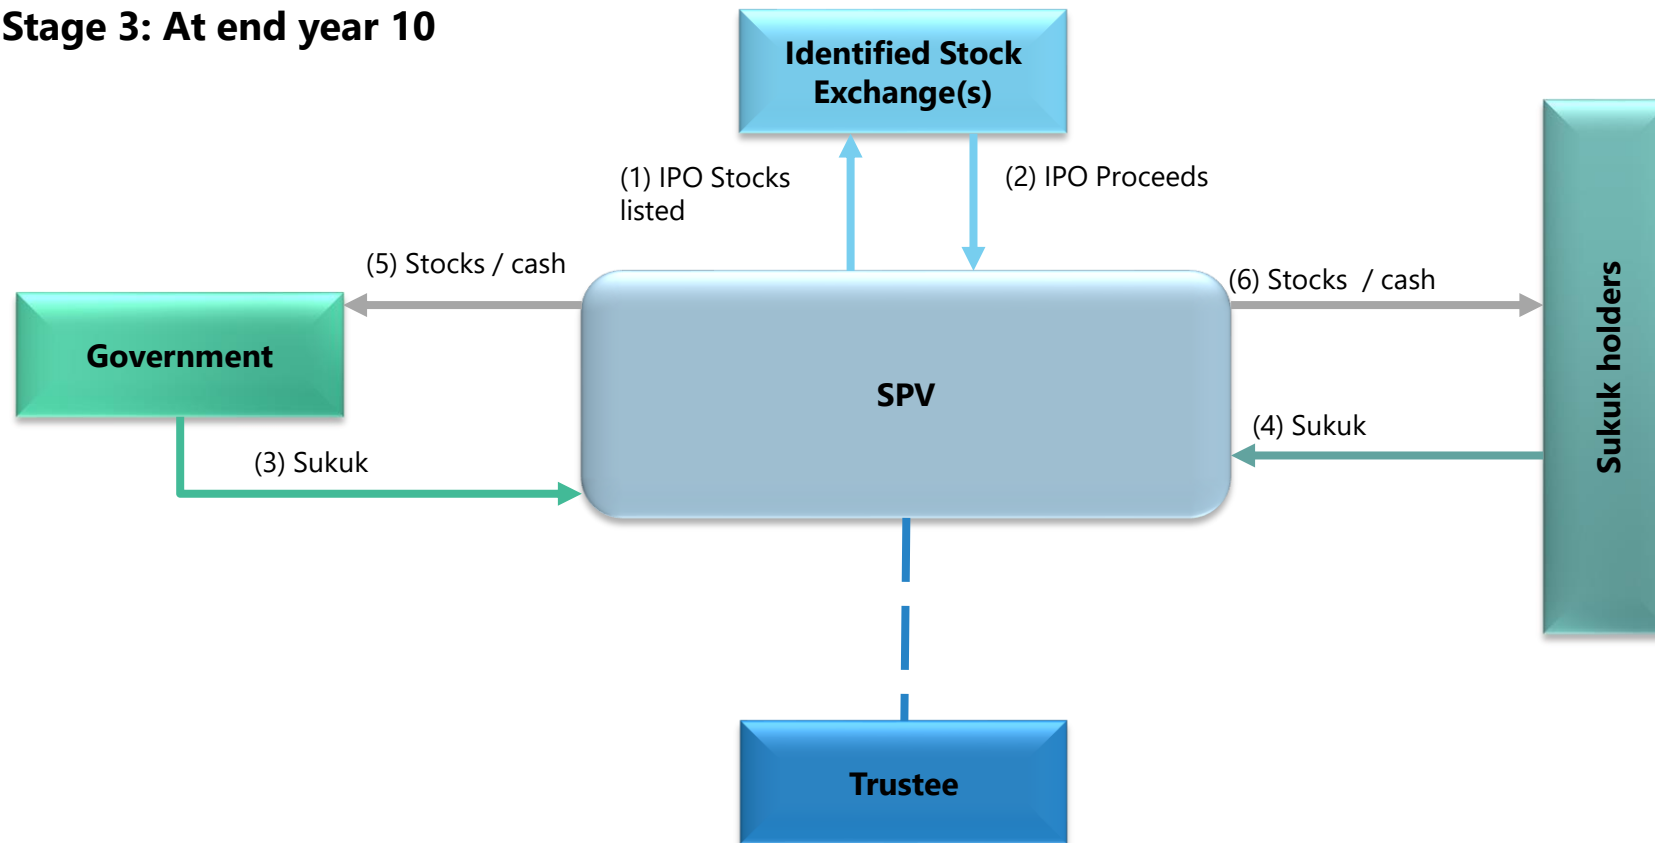 Stage 3: At end year 10
Identified Stock
Exchange(s)
(1) IPO Stocks
listed
(2) IPO Proceeds
(5) Stocks / cash
(6) Stocks  / cash
Government
SPV
Sukuk holders
(3) Sukuk
(4) Sukuk
Trustee